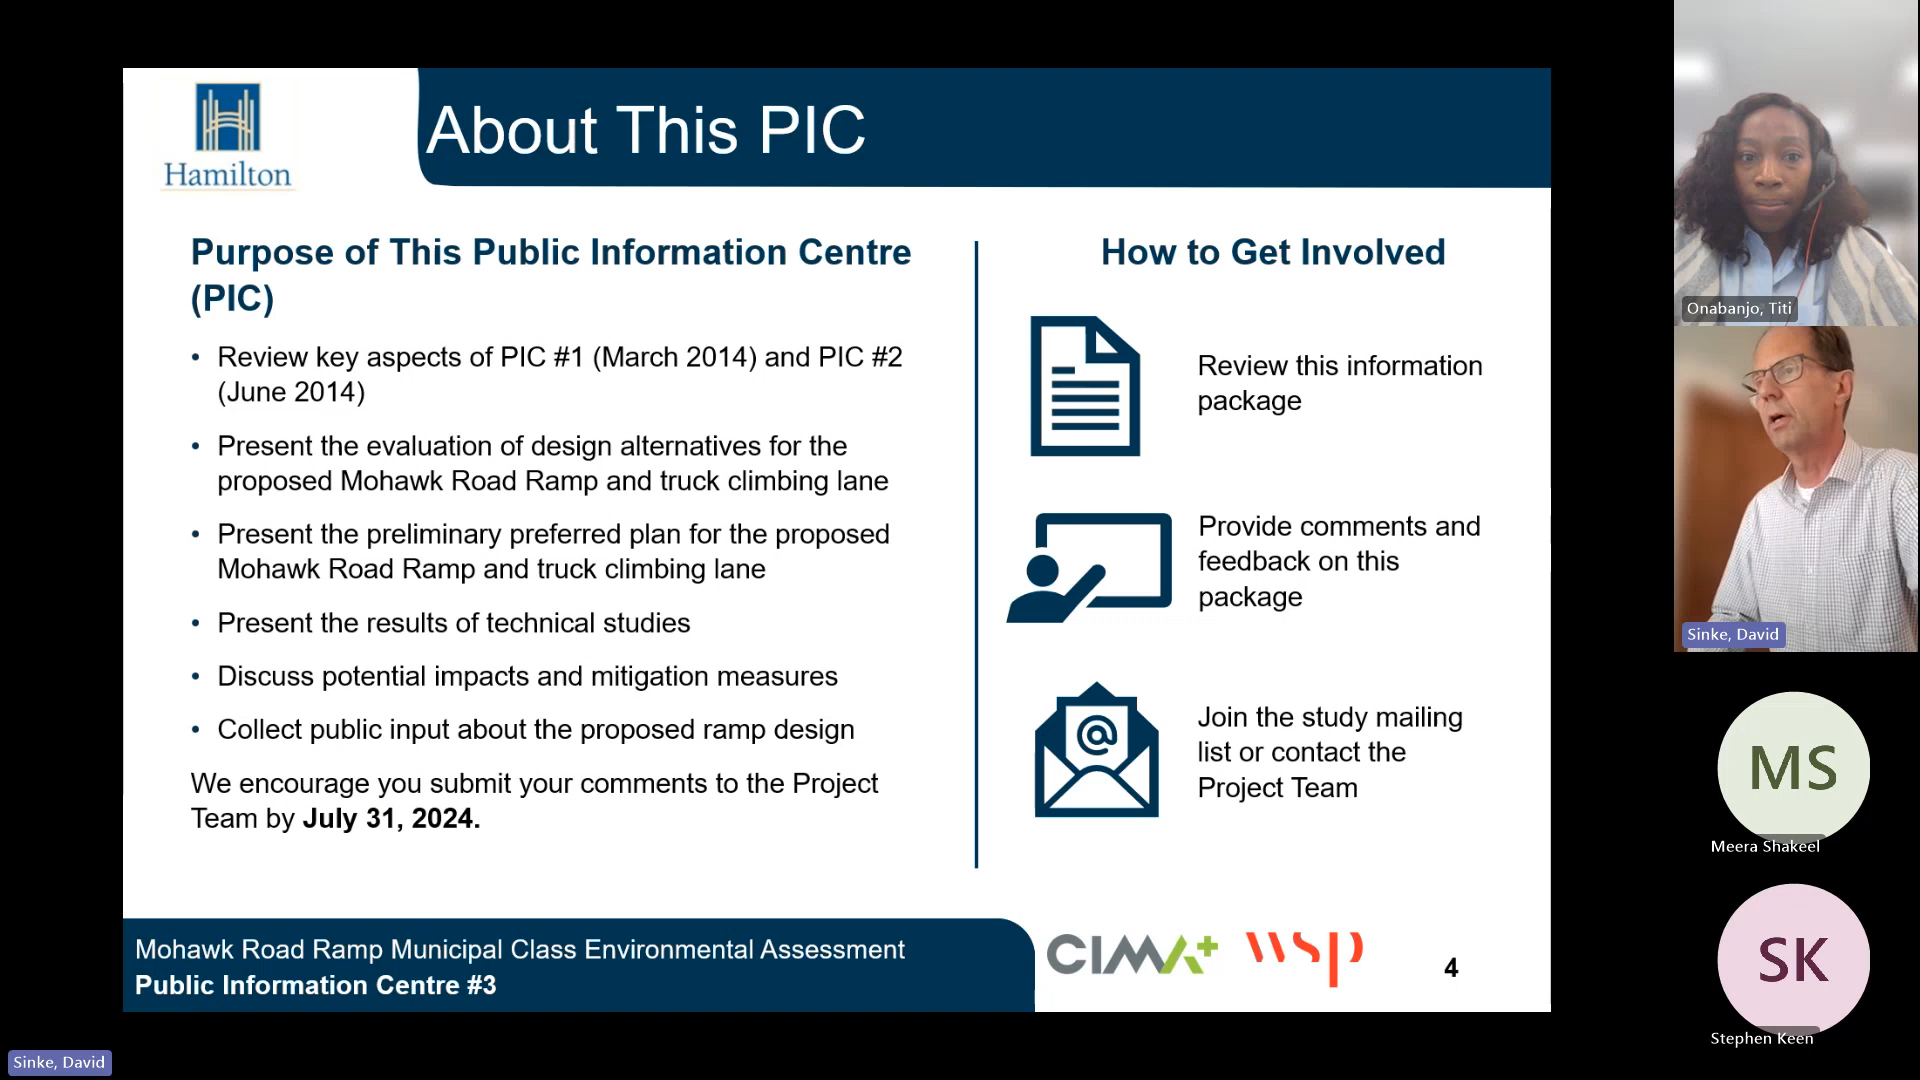 Hamilton
About This PIC
Purpose of This Public Information Centre
(PIC)
• Review key aspects of PIC #1 (March 2014) and PIC #2
(June 2014)
• Present the evaluation of design alternatives for the
proposed Mohawk Road Ramp and truck climbing lane
• Present the preliminary preferred plan for the proposed
Mohawk Road Ramp and truck climbing lane
• Present the results of technical studies
• Discuss potential impacts and mitigation measures
• Collect public input about the proposed ramp design
We encourage you submit your comments to the Project
Team by July 31, 2024.
How to Get Involved
Review this information
package
Provide comments and
feedback on this
package
@
Join the study mailing
list or contact the
Project Team
Mohawk Road Ramp Municipal Class Environmental Assessment
Public Information Centre #3
CIMA+
wsp
4
Onabanjo, Titi
Sinke, David
MS
Meera Shakeel
SK
Stephen Keen
Sinke, David